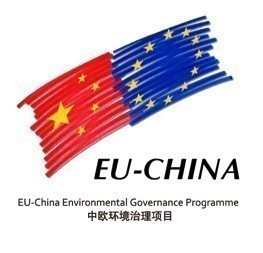 EU-CHINA
EU-China Environmental Governance Programme
中欧环境治理项目